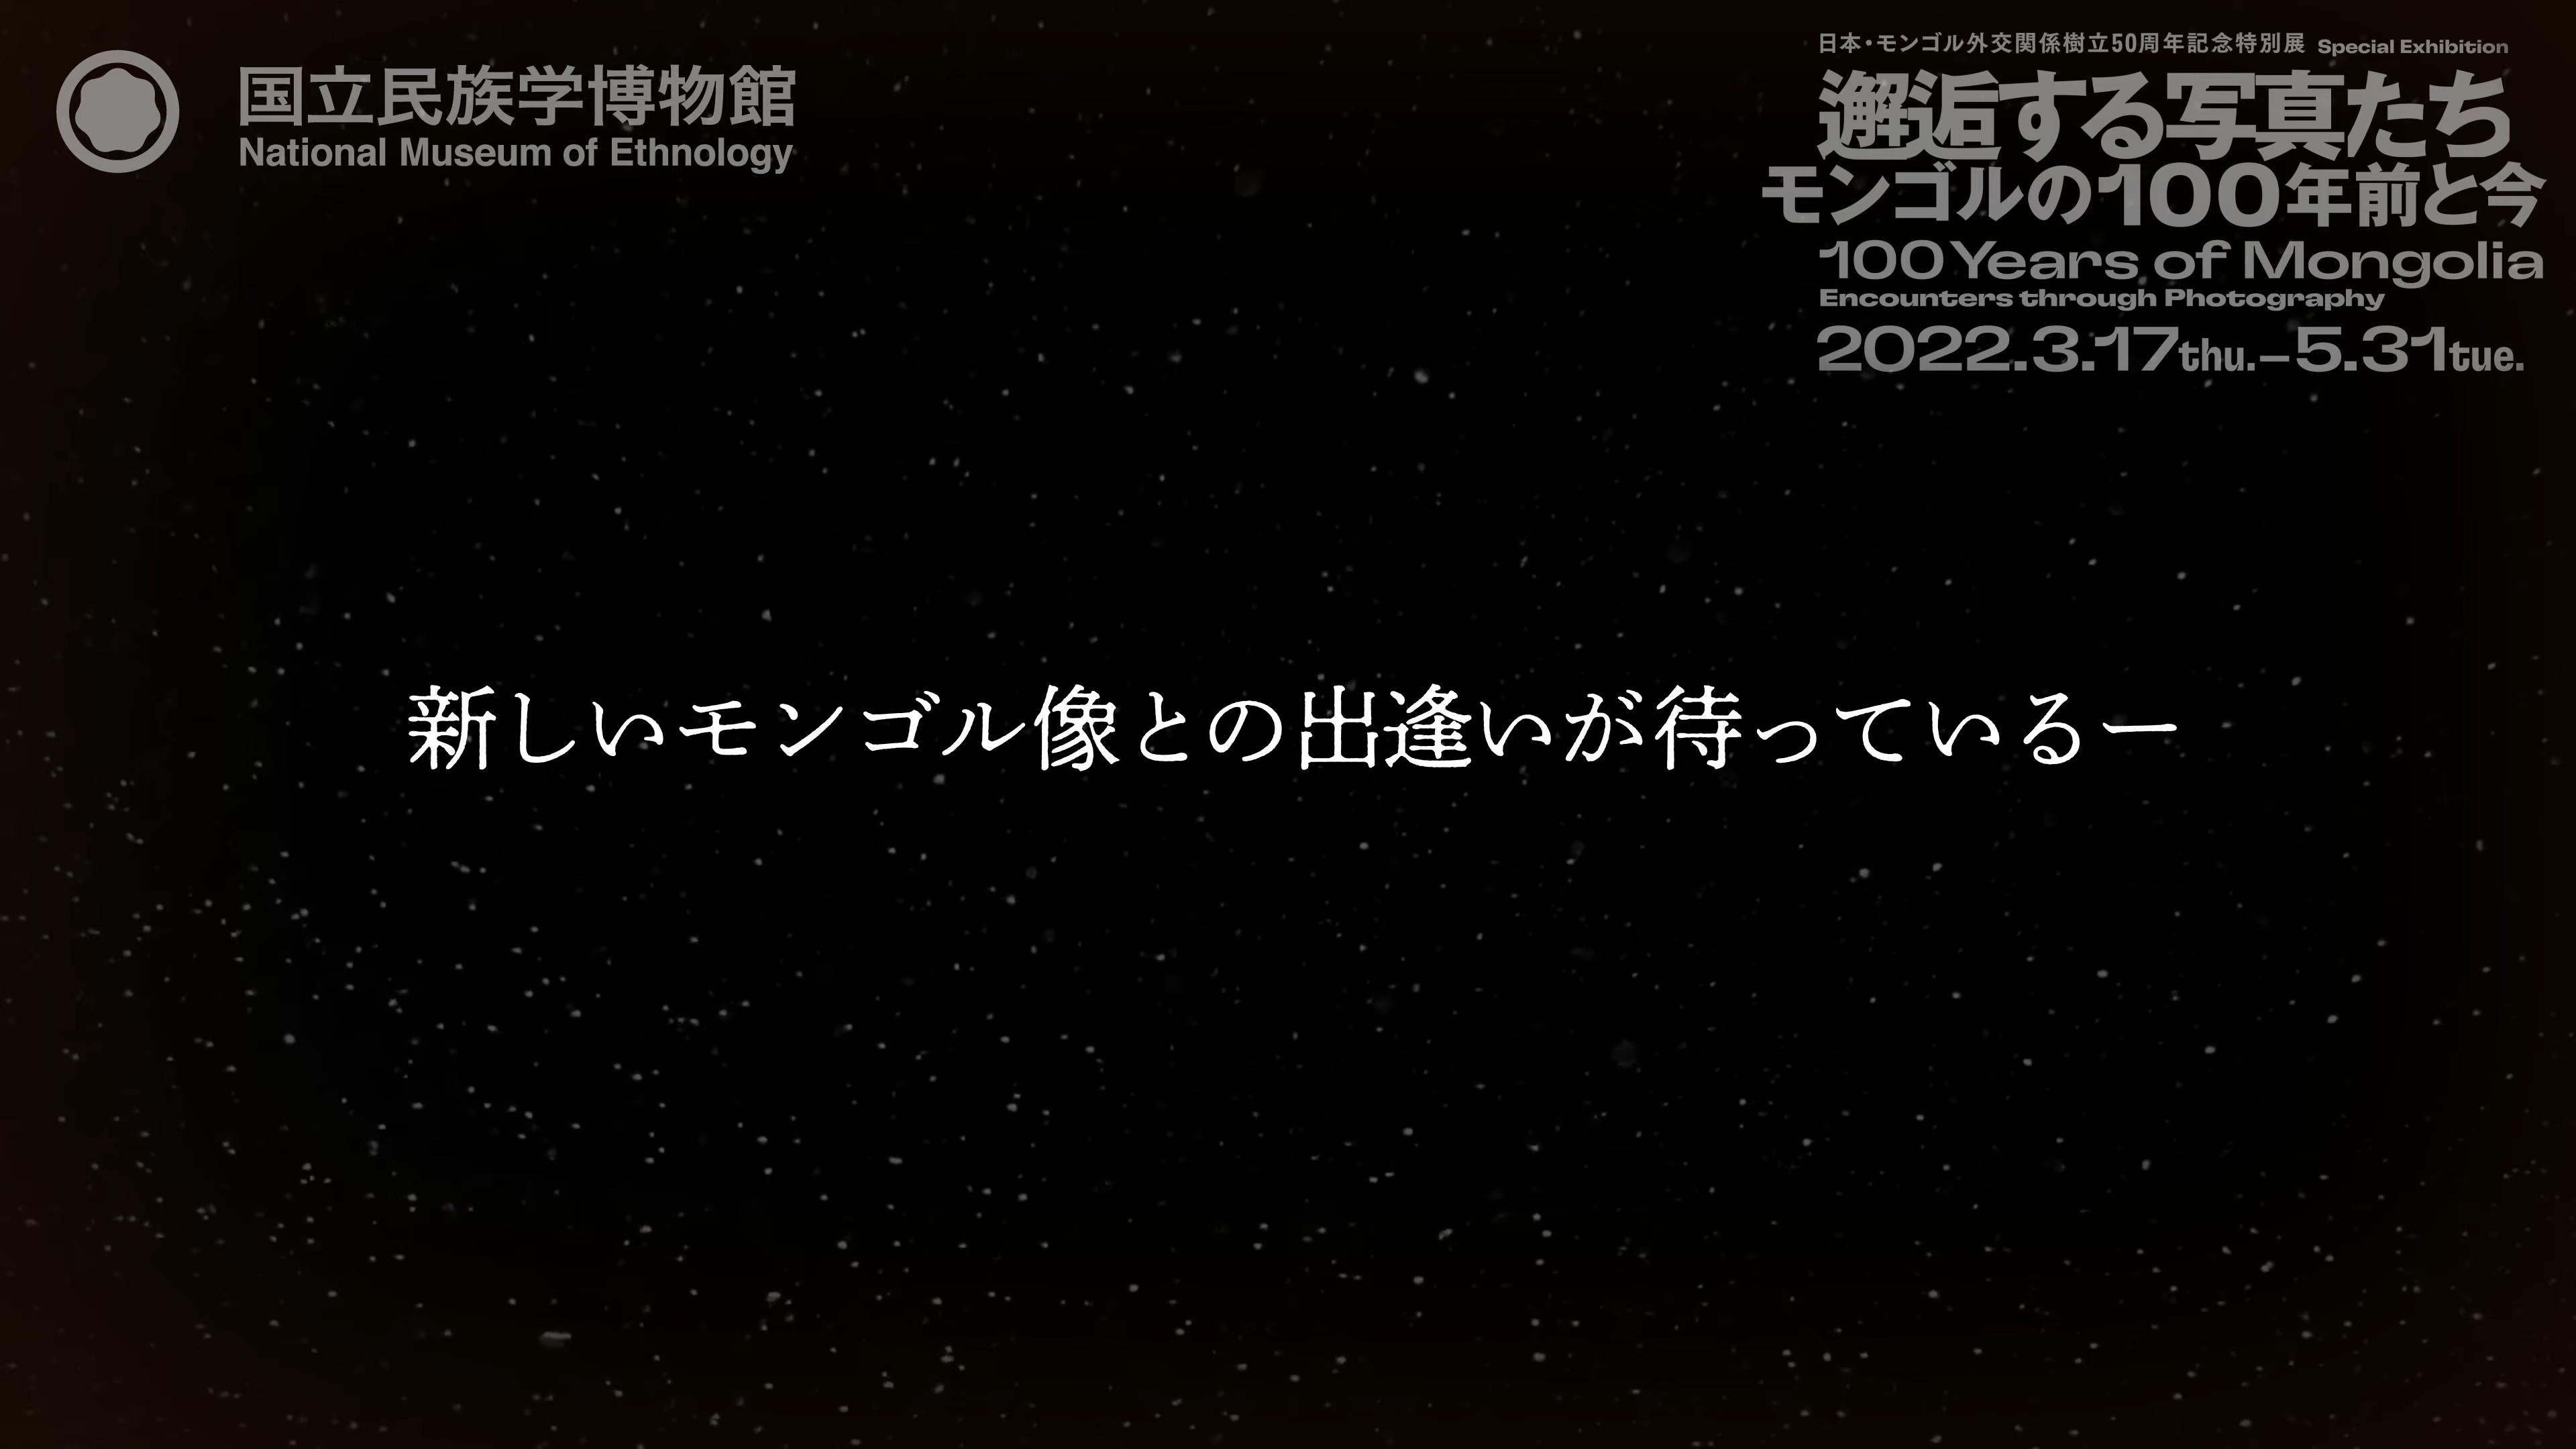 国立民族学博物館
National Museum of Ethnology
日本・モンゴル外交関係樹立50周年記念特別展 Special Exhibition
邂逅する写真たち
モンゴルの100年前と今
100 Years of Mongolia
Encounters through Photography
2022.3.17thu.–5.31tue.
新しいモンゴル像との出逢いが待っているー